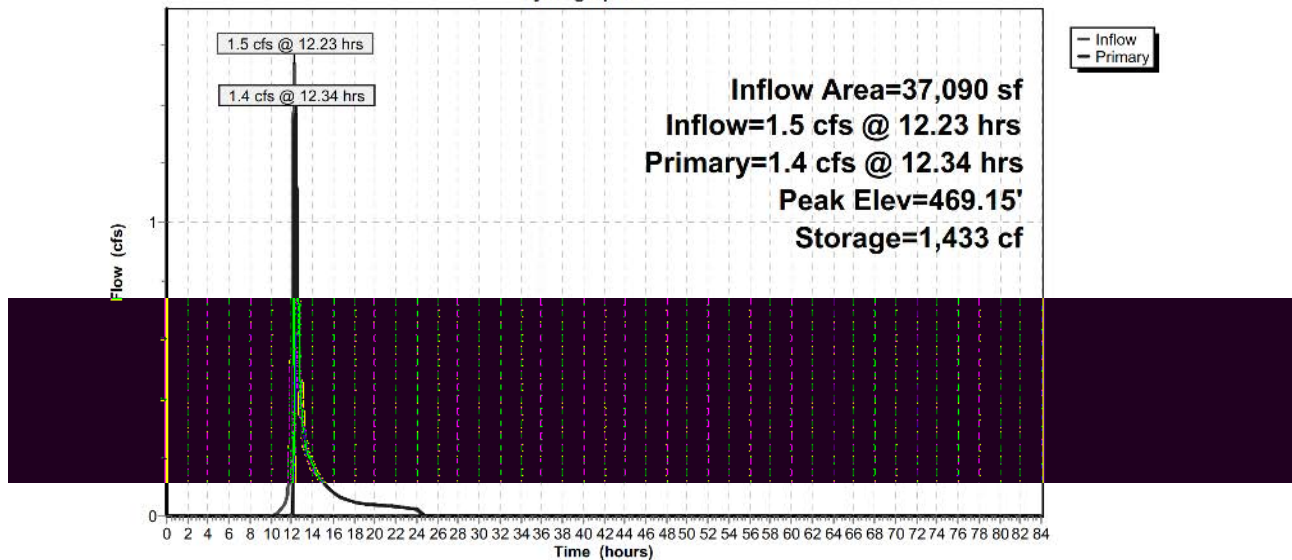 1.5 cfs @ 12.23 hrs
1.4 cfs @ 12.34 hrs
Inflow
Primary
Inflow Area=37,090 sf
Inflow=1.5 cfs @ 12.23 hrs
Primary=1.4 cfs @ 12.34 hrs
Peak Elev=469.15'
Storage=1,433 cf
1
Flow (cfs)
0
0 2 4 6 8 10 12 14 16 18 20 22 24 26 28 30 32 34 36 38 40 42 44 46 48 50 52 54 56 58 60 62 64 66 68 70 72 74 76 78 80 82 84
Time (hours)